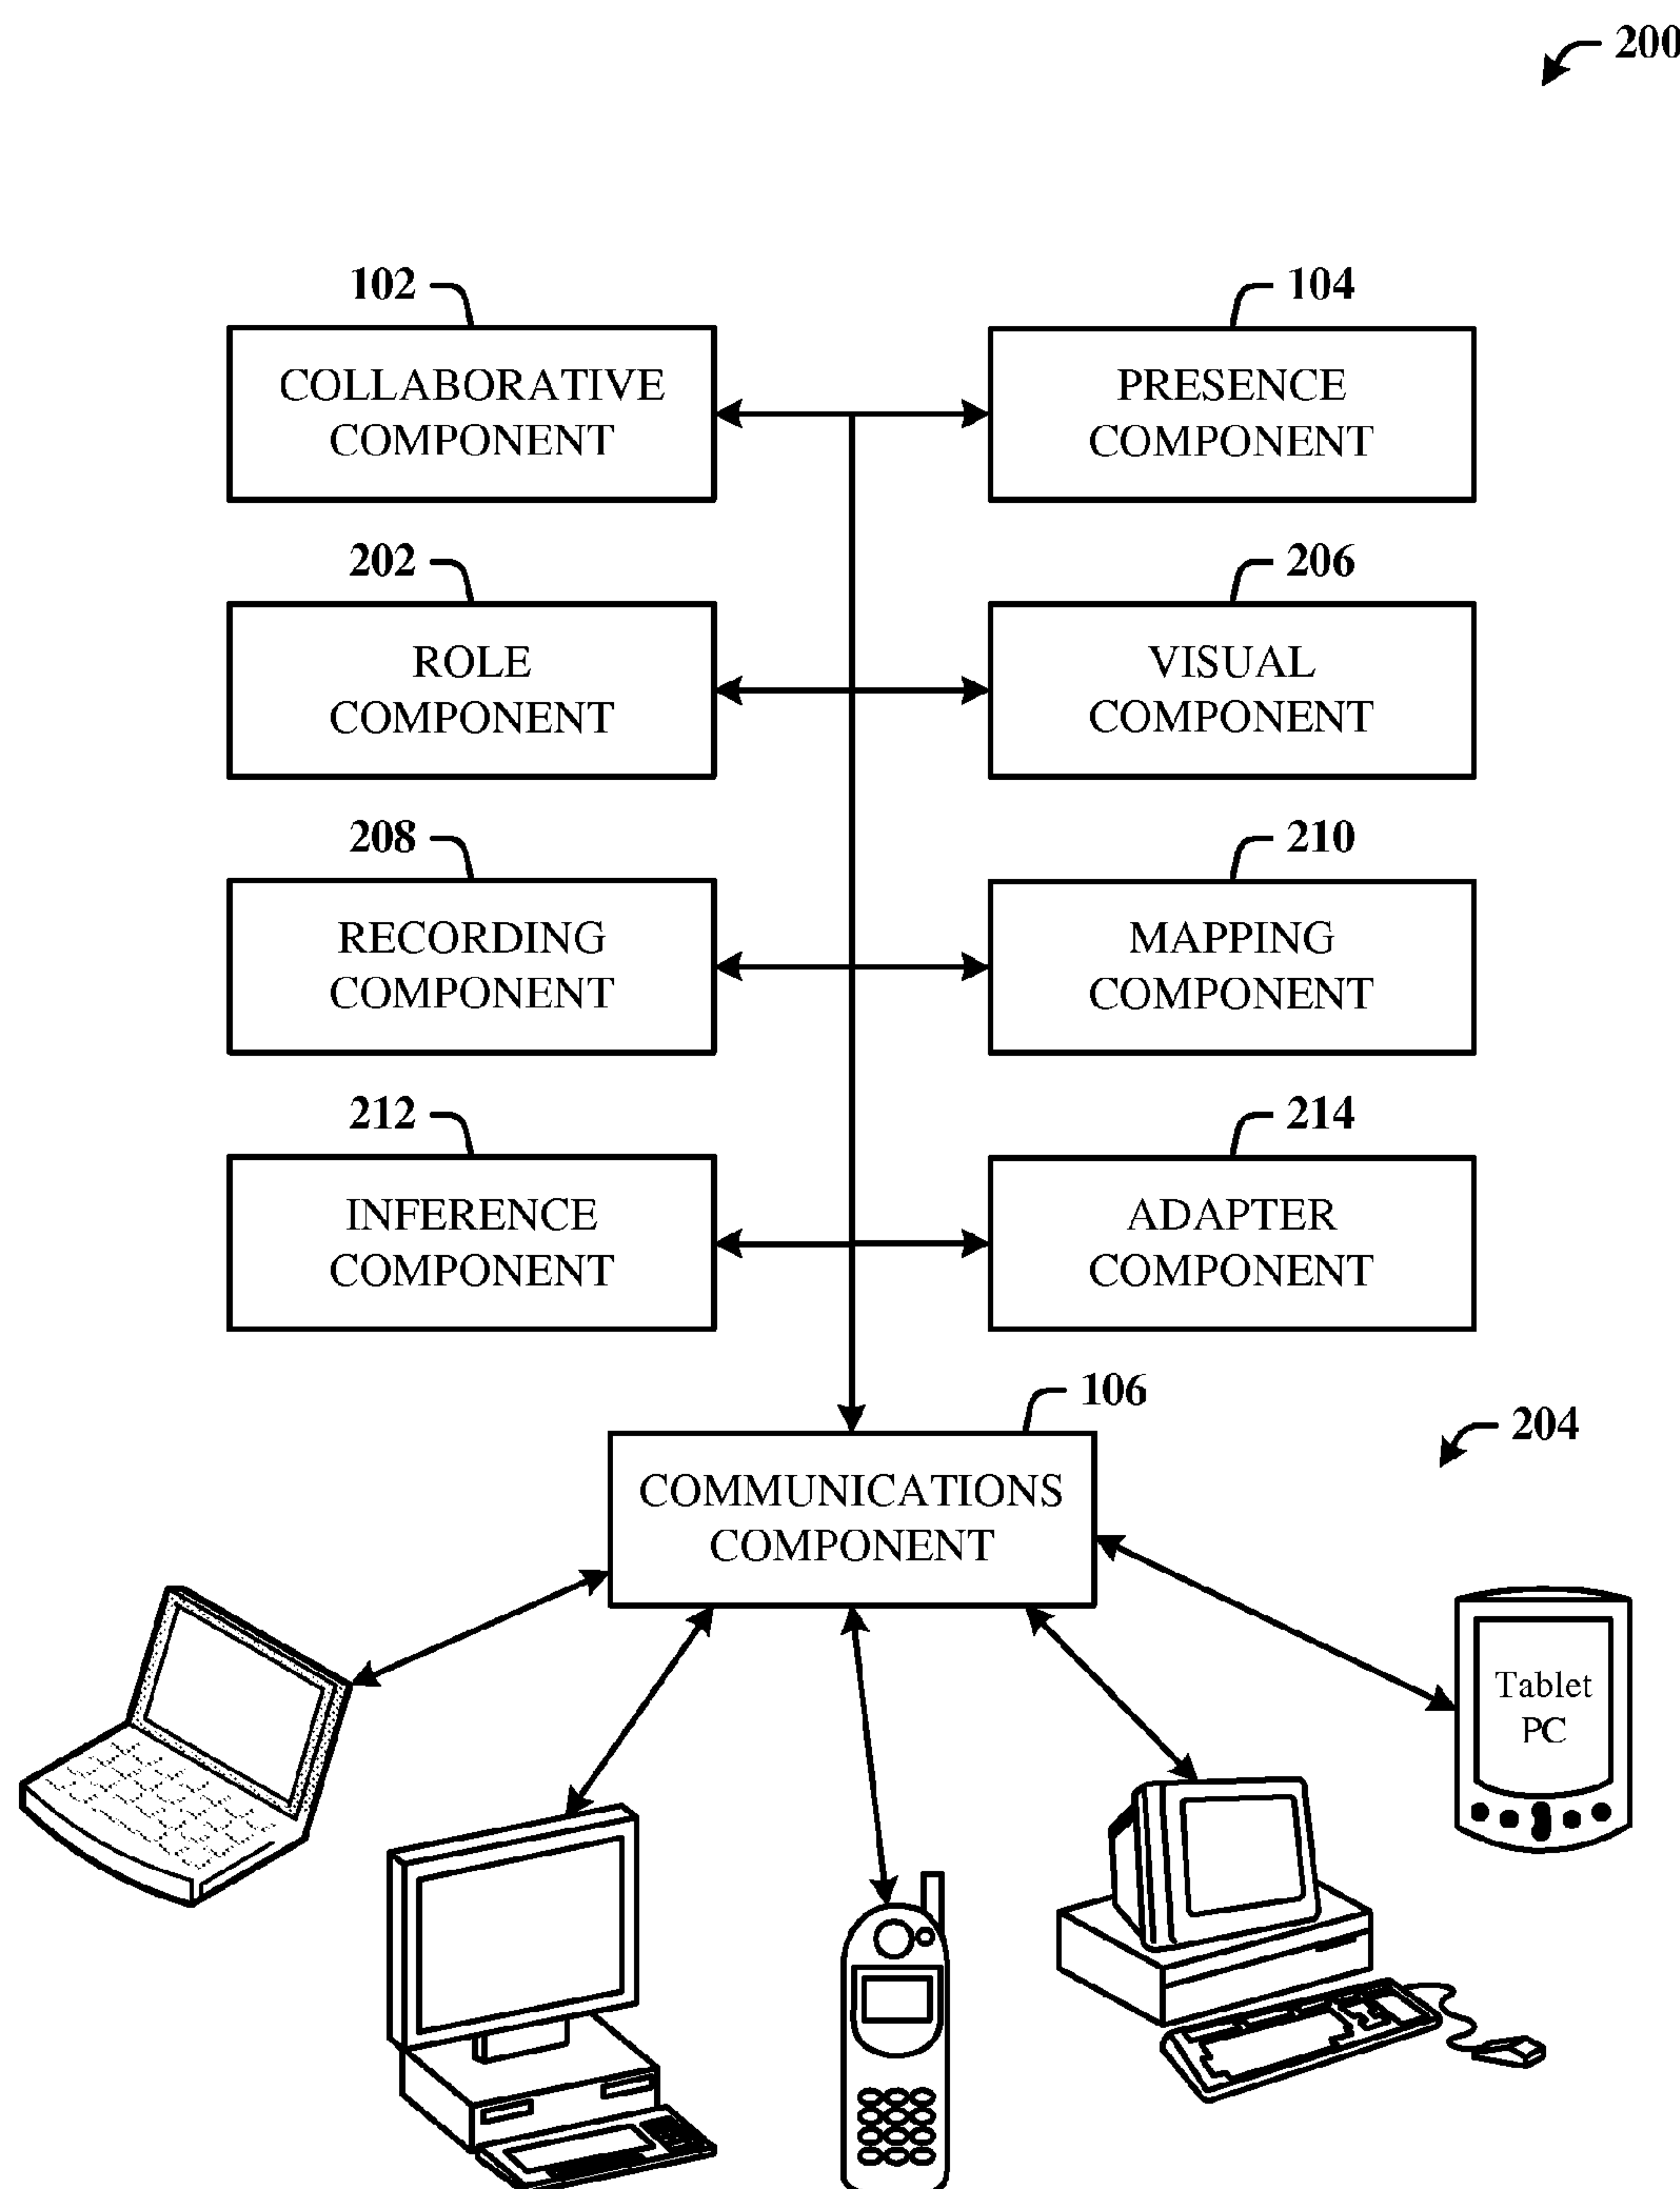 200
102
104
COLLABORATIVE
COMPONENT
PRESENCE
COMPONENT
202
206
ROLE
COMPONENT
VISUAL
COMPONENT
208
210
RECORDING
COMPONENT
MAPPING
COMPONENT
212
214
INFERENCE
COMPONENT
ADAPTER
COMPONENT
106
204
COMMUNICATIONS
COMPONENT
Tablet
PC